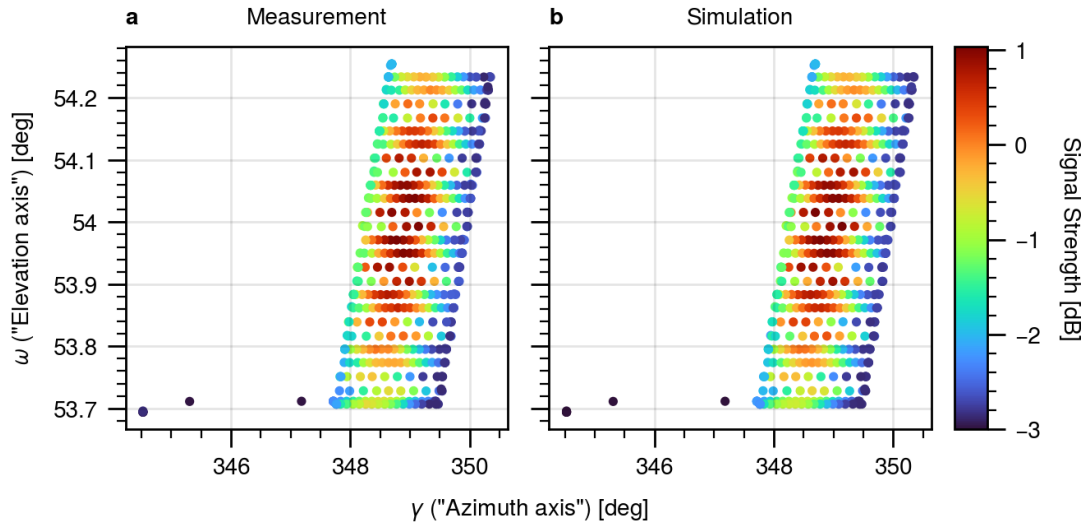 a Measurement
b Simulation
ω ("Elevation axis") [deg]
54.2
54.1
54
53.9
53.8
53.7
346 348 350
346 348 350
γ ("Azimuth axis") [deg]
1
0
−1
−2
−3
Signal Strength [dB]